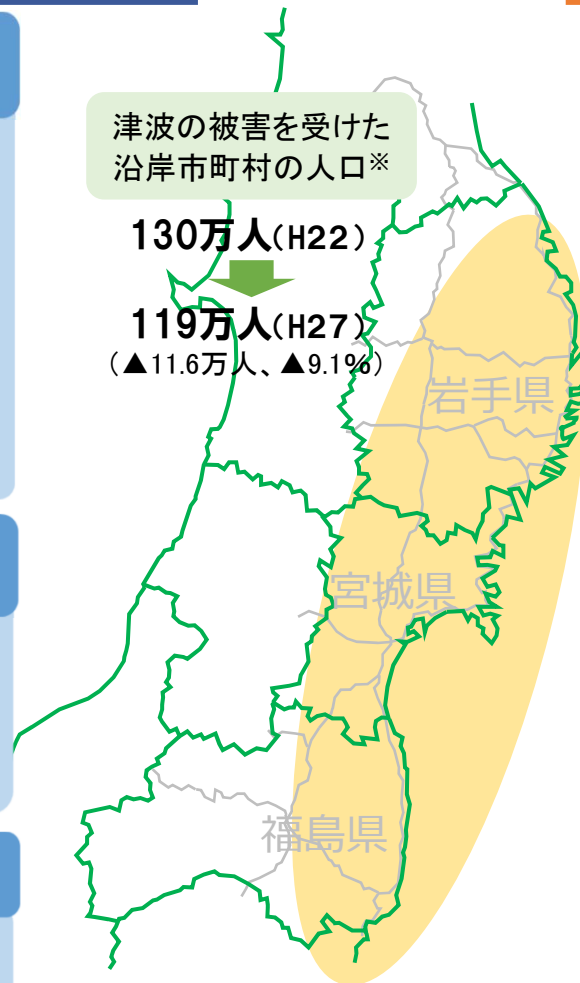 津波の被害を受けた
沿岸市町村の人口※
130万人(H22)
119万人(H27)
(▲11.6万人、▲9.1%)
岩手県
宮城県
福島県